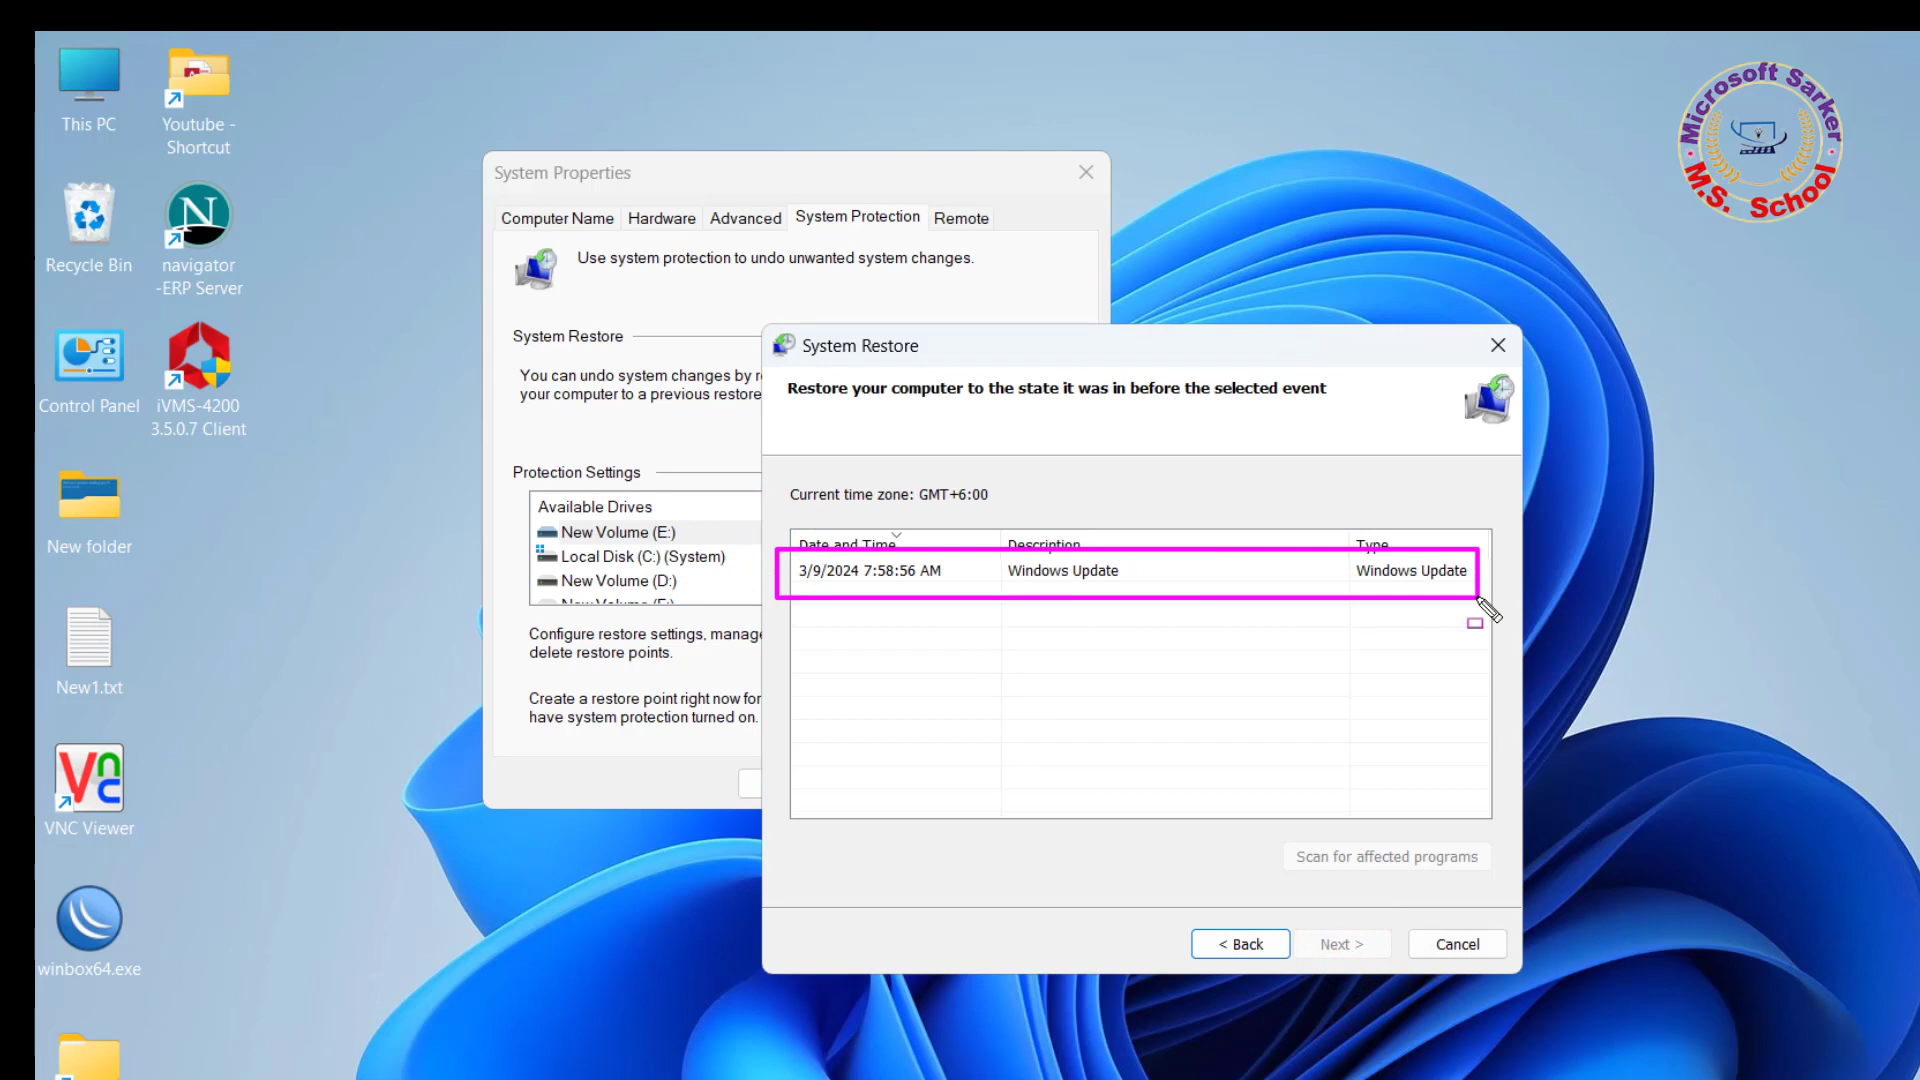 This PC
Youtube -
Shortcut
Recycle Bin
navigator
-ERP Server
Control Panel
iVMS-4200
3.5.0.7 Client
New folder
New1.txt
VNC Viewer
winbox64.exe
Microsoft Sarker
M.S. School
System Properties
Computer Name
Hardware
Advanced
System Protection
Remote
Use system protection to undo unwanted system changes.
System Restore
You can undo system changes by r
your computer to a previous restore
Protection Settings
Available Drives
New Volume (E:)
Local Disk (C:) (System)
New Volume (D:)
Configure restore settings, manage
delete restore points.
Create a restore point right now for
have system protection turned on.
System Restore
Restore your computer to the state it was in before the selected event
Current time zone: GMT+6:00
Date and Time
Description
Type
3/9/2024 7:58:56 AM
Windows Update
Windows Update
Scan for affected programs
< Back
Next >
Cancel